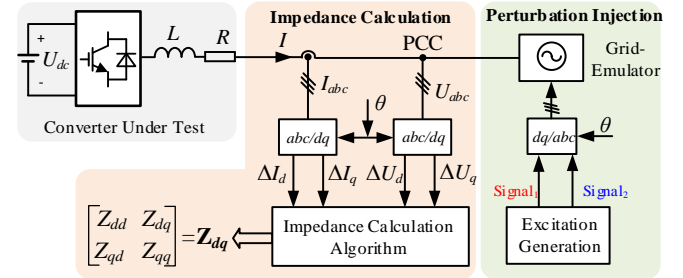 Impedance Calculation
Perturbation Injection
+
U_dc
-
L
R
I
PCC
Grid-
Emulator
I_abc
U_abc
Converter Under Test
θ
abc/dq
abc/dq
dq/abc
θ
ΔI_d
ΔI_q
ΔU_d
ΔU_q
Signal_1
Signal_2
Z_dd Z_dq
Z_qd Z_qq
=Z_dq
Impedance Calculation
Algorithm
Excitation
Generation